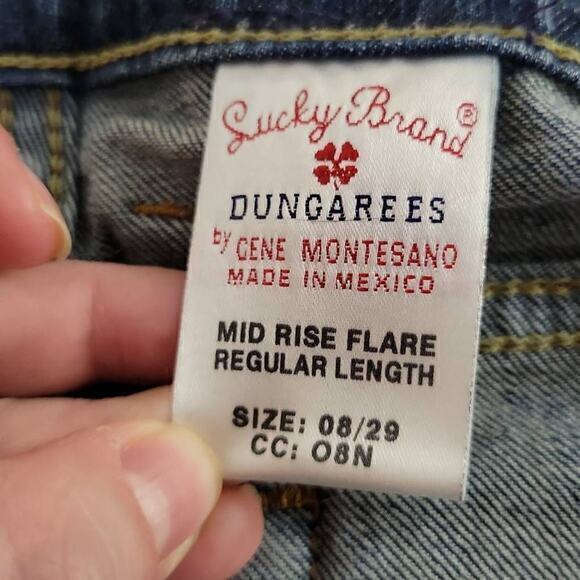 Lucky Brand®
DUNGAREES
by GENE MONTESANO
MADE IN MEXICO
MID RISE FLARE
REGULAR LENGTH
SIZE: 08/29
CC: O8N